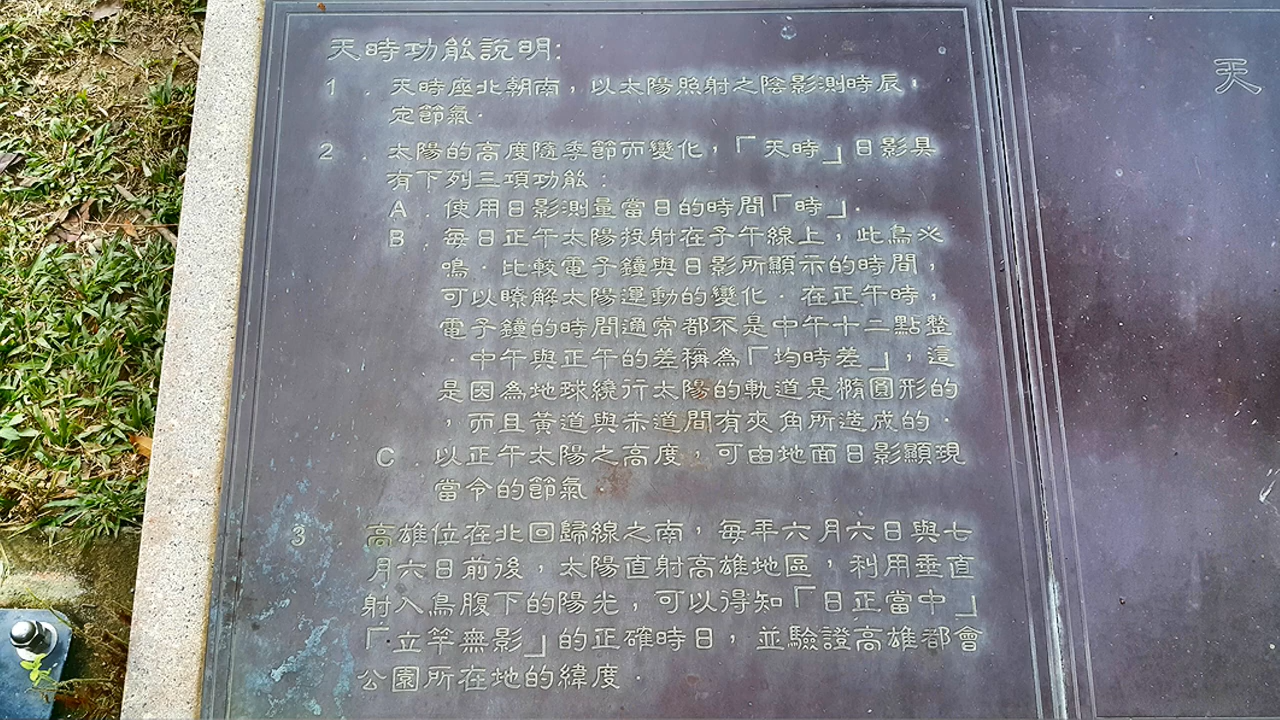 天時功能說明:
1.天時座北朝南，以太陽照射之陰影測時辰，
定節氣.
2.太陽的高度隨季節而變化，「天時」日影具
有下列三項功能:
A.使用日影測量當日的時間「時」.
B.每日正午太陽投射在子午線上，此鳥必
鳴.比較電子鐘與日影所顯示的時間，
可以瞭解太陽運動的變化.在正午時，
電子鐘的時間通常都不是中午十二點整
.中午與正午的差稱為「均時差」，這
是因為地球繞行太陽的軌道是橢圓形的
，而且黃道與赤道間有夾角所造成的.
C.以正午太陽之高度，可由地面日影顯現
當令的節氣.
3 高雄位在北回歸線之南，每年六月六日與七
月六日前後，太陽直射高雄地區，利用垂直
射入鳥腹下的陽光，可以得知「日正當中」
「立竿無影」的正確時日，並驗證高雄都會
公園所在地的緯度.
天